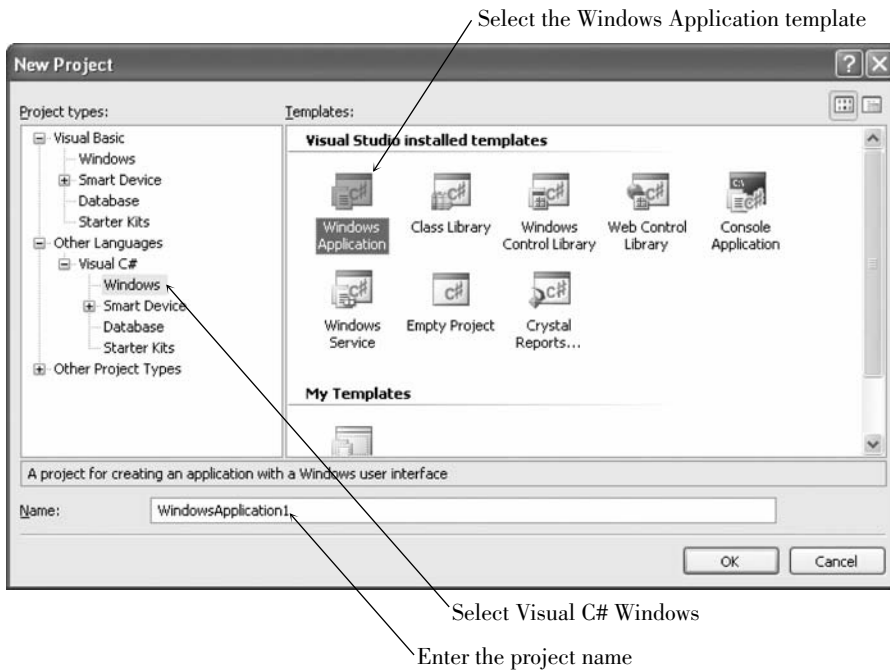 Select the Windows Application template
New Project
Project types:
Templates:
Visual Basic
Windows
Smart Device
Database
Starter Kits
Other Languages
Visual C#
Windows
Smart Device
Database
Starter Kits
Other Project Types
Visual Studio installed templates
Windows Application
Class Library
Windows Control Library
Web Control Library
Console Application
Windows Service
Empty Project
Crystal Reports...
My Templates
A project for creating an application with a Windows user interface
Name:
WindowsApplication1
OK
Cancel
Select Visual C# Windows
Enter the project name